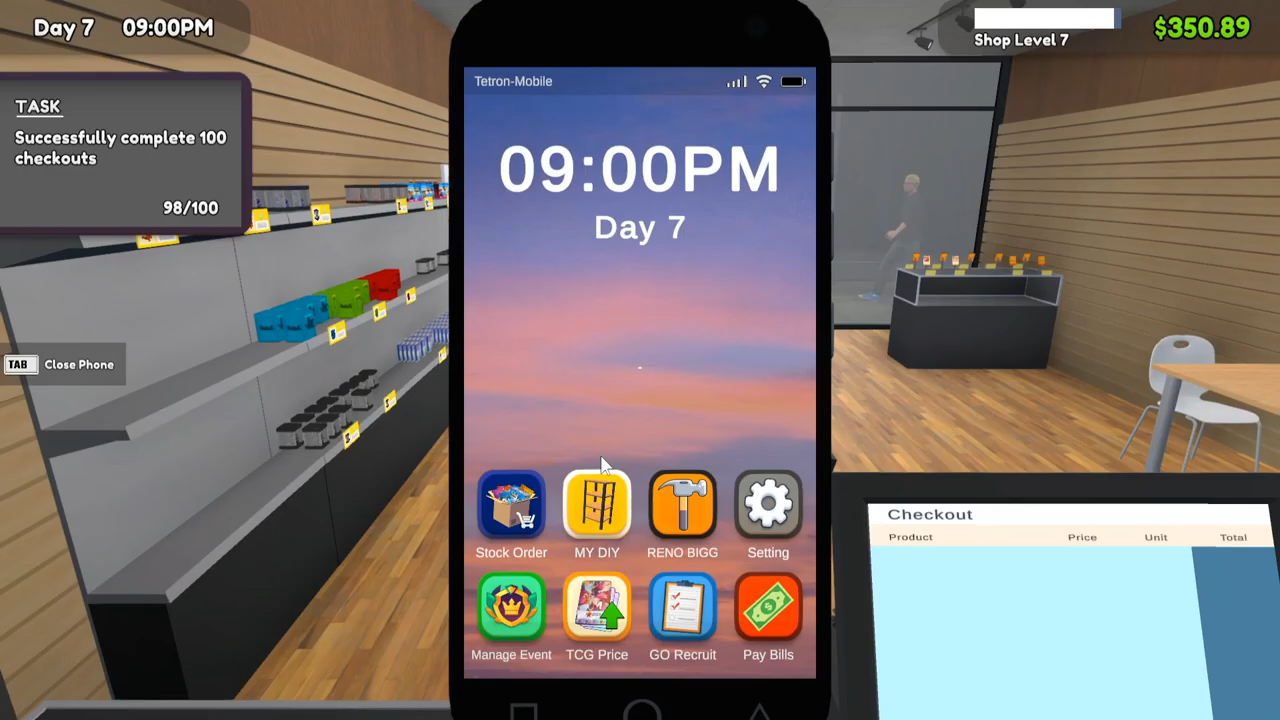 Day 7 09:00PM
Shop Level 7
$350.89
TASK
Successfully complete 100
checkouts
98/100
TAB Close Phone
Tetron-Mobile
09:00PM
Day 7
Stock Order
MY DIY
RENO BIGG
Setting
Manage Event
TCG Price
GO Recruit
Pay Bills
Checkout
Product Price Unit Total